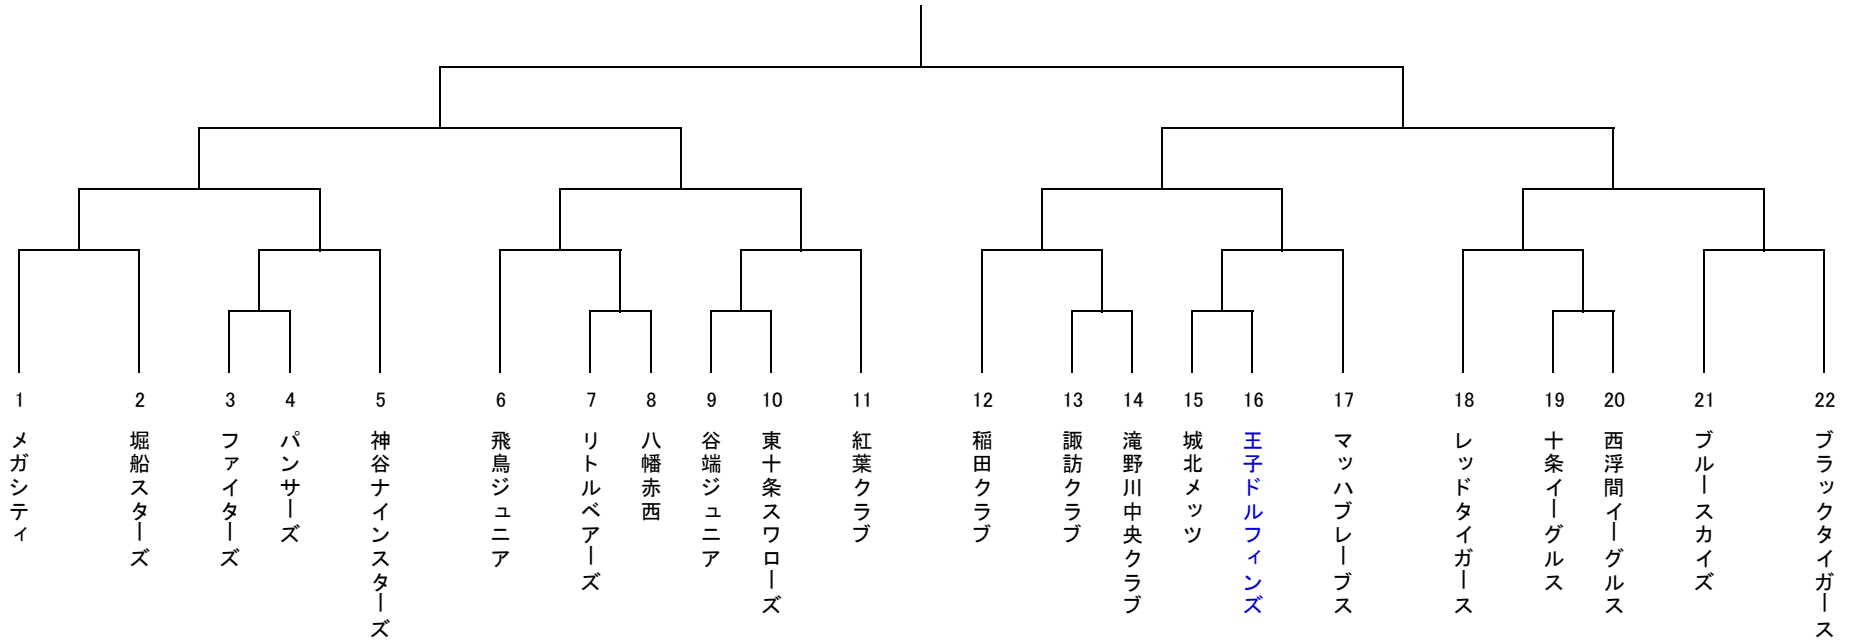 1
メガシティ
2
堀船スターズ
3
ファイターズ
4
パンサーズ
5
神谷ナインスターズ
6
飛鳥ジュニア
7
リトルベアーズ
8
八幡赤西
9
谷端ジュニア
10
東十条スワローズ
11
紅葉クラブ
12
稲田クラブ
13
諏訪クラブ
14
滝野川中央クラブ
15
城北メッツ
16
王子ドルフィンズ
17
マッハブレーブス
18
レッドタイガース
19
十条イーグルス
20
西浮間イーグルス
21
ブルースカイズ
22
ブラックタイガース